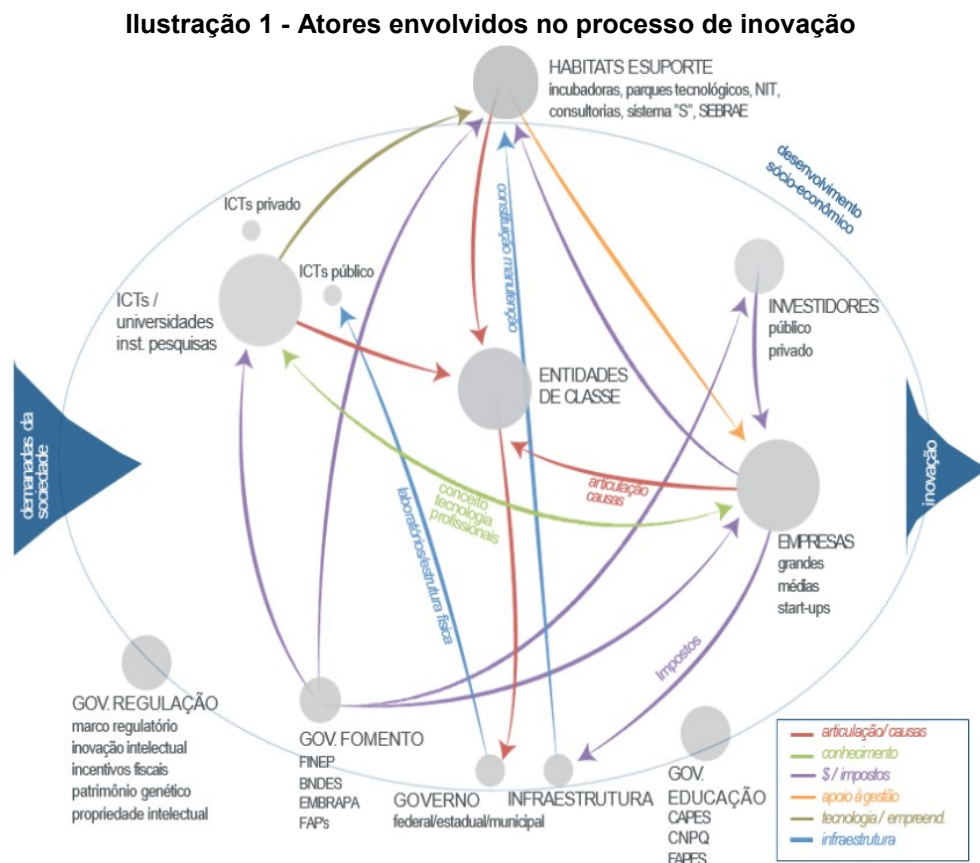 Ilustração 1 - Atores envolvidos no processo de inovação
HABITATS ESUPORTE
incubadoras, parques tecnológicos, NIT,
consultorias, sistema "S", SEBRAE
desenvolvimento
sócio-econômico
ICTs privado
ICTs público
ICTs /
universidades
inst. pesquisas
constituição manutenção
INVESTIDORES
público
privado
ENTIDADES
DE CLASSE
demanadas da
sociedade
inovação
articulação
causas
conceito
tecnologia
profissionais
laboratórios/estrutura física
EMPRESAS
grandes
médias
start-ups
Impostos
GOV. REGULAÇÃO
marco regulatório
inovação intelectual
incentivos fiscais
patrimônio genético
propriedade intelectual
GOV. FOMENTO
FINEP
BNDES
EMBRAPA
FAP's
GOVERNO
federal/estadual/municipal
INFRAESTRUTURA
GOV.
EDUCAÇÃO
CAPES
CNPQ
FAPES
articulação/ causas
conhecimento
$ / impostos
apoio à gestão
tecnologia / empreend.
infraestrutura